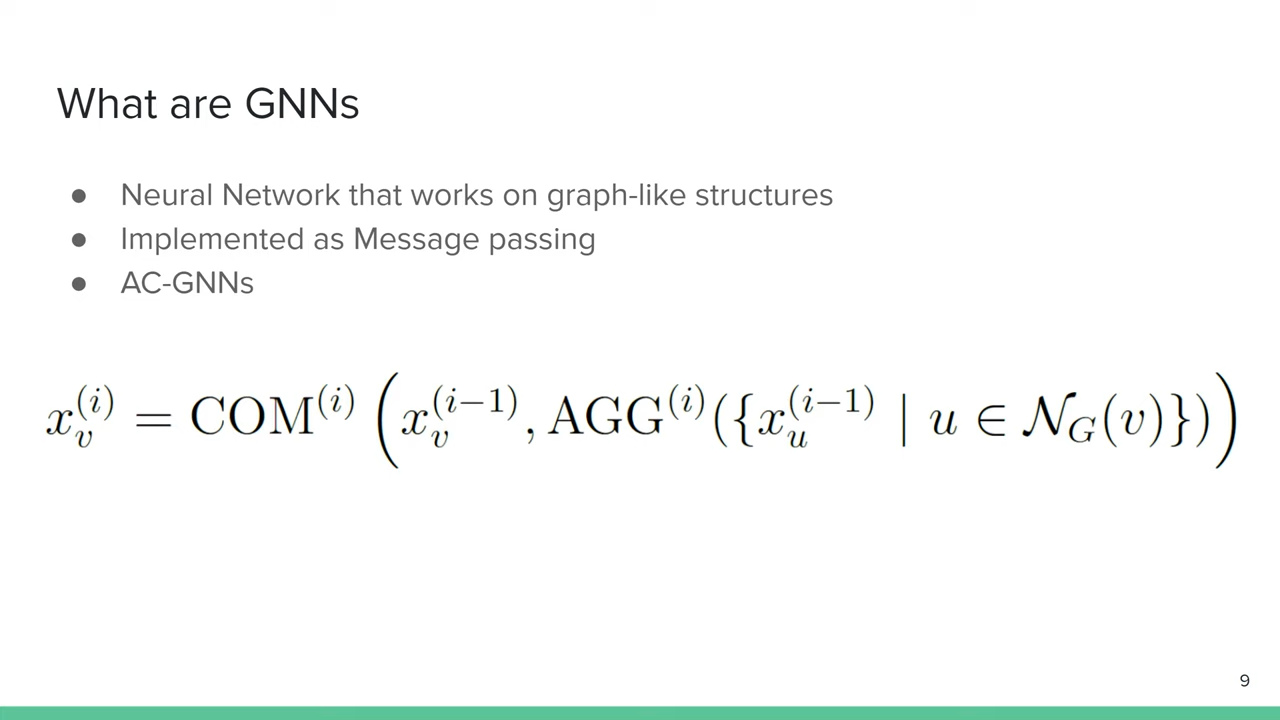 What are GNNs
● Neural Network that works on graph-like structures
● Implemented as Message passing
● AC-GNNs
x_v^{(i)} = COM^{(i)} ( x_v^{(i−1)}, AGG^{(i)}({x_u^{(i−1)} | u ∈ 𝒩_G(v)}) )
9